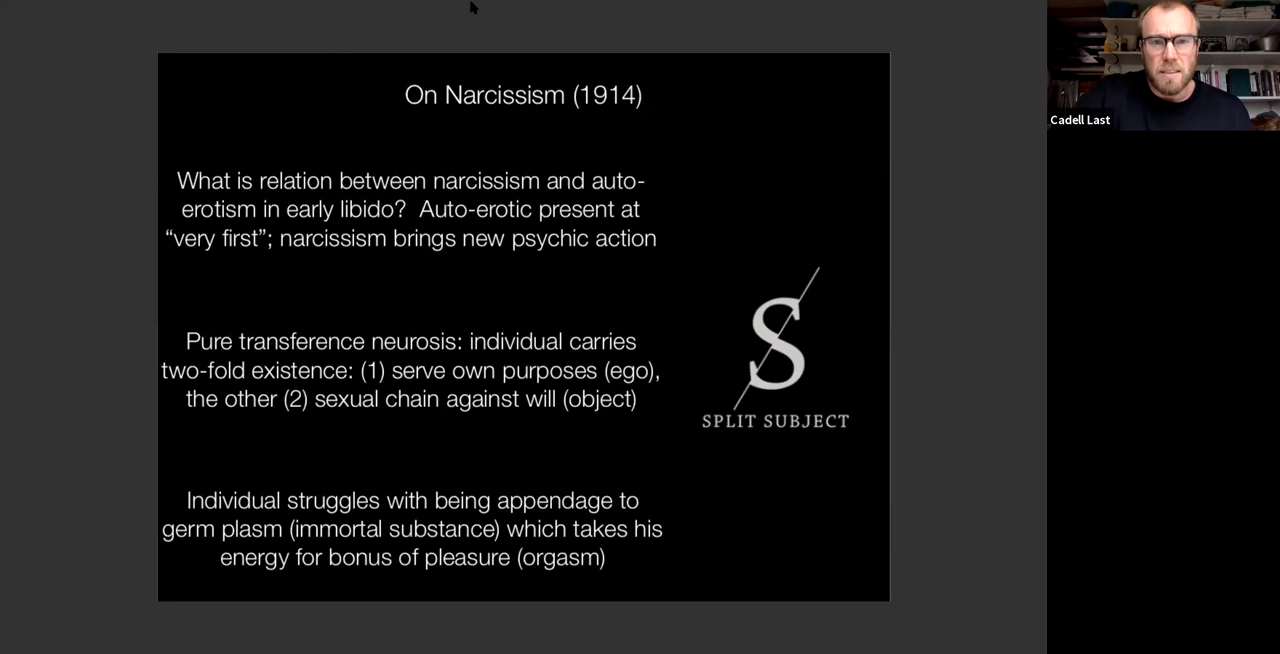 On Narcissism (1914)
What is relation between narcissism and auto-
erotism in early libido? Auto-erotic present at
“very first”; narcissism brings new psychic action
Pure transference neurosis: individual carries
two-fold existence: (1) serve own purposes (ego),
the other (2) sexual chain against will (object)
Individual struggles with being appendage to
germ plasm (immortal substance) which takes his
energy for bonus of pleasure (orgasm)
S
SPLIT SUBJECT
Cadell Last